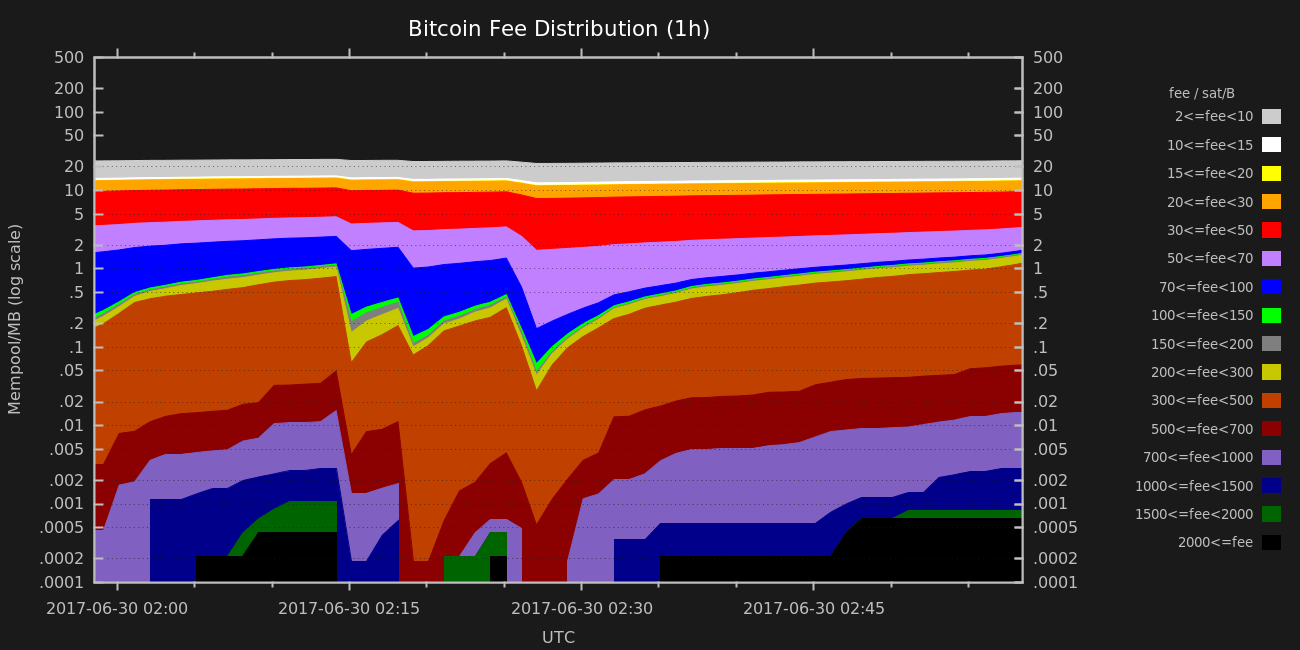 Bitcoin Fee Distribution (1h)
Mempool/MB (log scale)
500
200
100
50
20
10
5
2
1
.5
.2
.1
.05
.02
.01
.005
.002
.001
.0005
.0002
.0001
500
200
100
50
20
10
5
2
1
.5
.2
.1
.05
.02
.01
.005
.002
.001
.0005
.0002
.0001
2017-06-30 02:00
2017-06-30 02:15
2017-06-30 02:30
2017-06-30 02:45
UTC
fee / sat/B
2<=fee<10
10<=fee<15
15<=fee<20
20<=fee<30
30<=fee<50
50<=fee<70
70<=fee<100
100<=fee<150
150<=fee<200
200<=fee<300
300<=fee<500
500<=fee<700
700<=fee<1000
1000<=fee<1500
1500<=fee<2000
2000<=fee